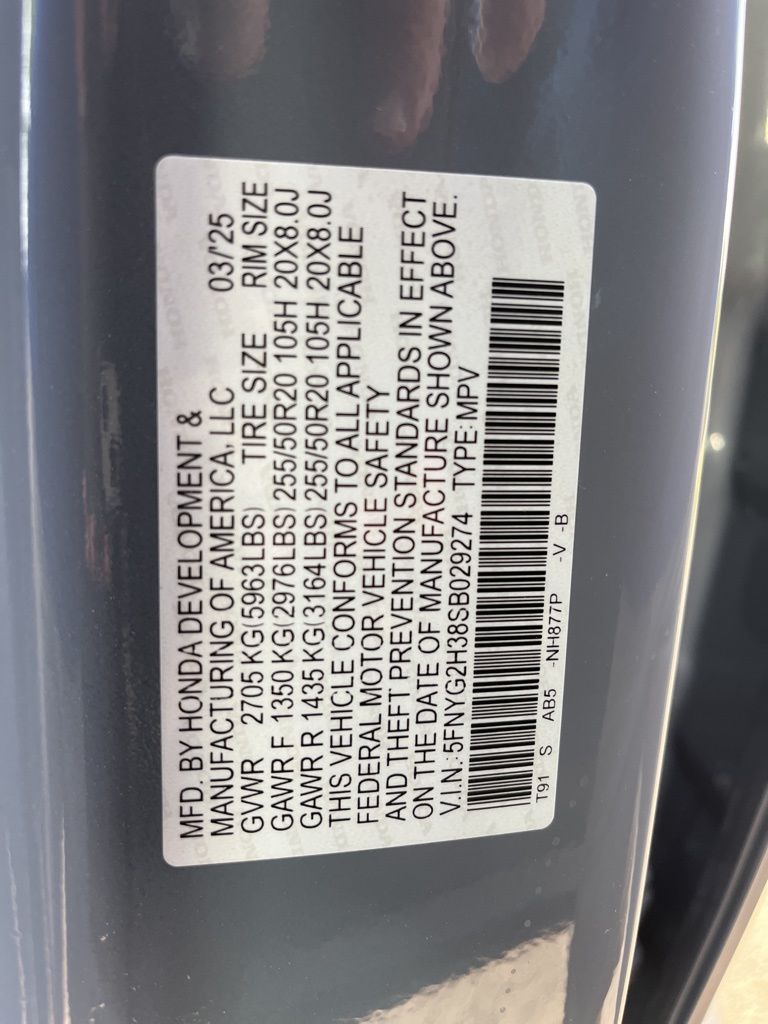 MFD. BY HONDA DEVELOPMENT &
MANUFACTURING OF AMERICA, LLC 03/'25
GVWR 2705 KG(5963LBS) TIRE SIZE RIM SIZE
GAWR F 1350 KG(2976LBS) 255/50R20 105H 20X8.0J
GAWR R 1435 KG(3164LBS) 255/50R20 105H 20X8.0J
THIS VEHICLE CONFORMS TO ALL APPLICABLE
FEDERAL MOTOR VEHICLE SAFETY
AND THEFT PREVENTION STANDARDS IN EFFECT
ON THE DATE OF MANUFACTURE SHOWN ABOVE.
V.I.N.:5FNYG2H38SB029274 TYPE:MPV
T91 S AB5 -NH877P -V -B